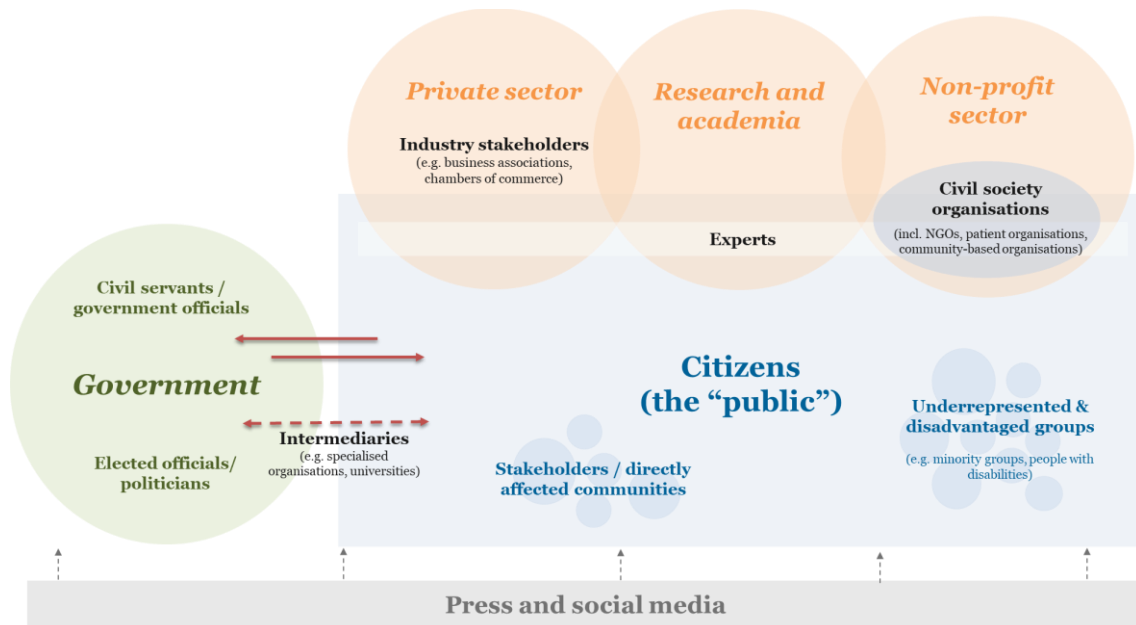 Private sector
Industry stakeholders
(e.g. business associations,
chambers of commerce)
Research and
academia
Non-profit
sector
Civil society
organisations
(incl. NGOs, patient organisations,
community-based organisations)
Experts
Civil servants /
government officials
Government
Elected officials/
politicians
Intermediaries
(e.g. specialised
organisations, universities)
Citizens
(the “public”)
Stakeholders / directly
affected communities
Underrepresented &
disadvantaged groups
(e.g. minority groups, people with
disabilities)
Press and social media